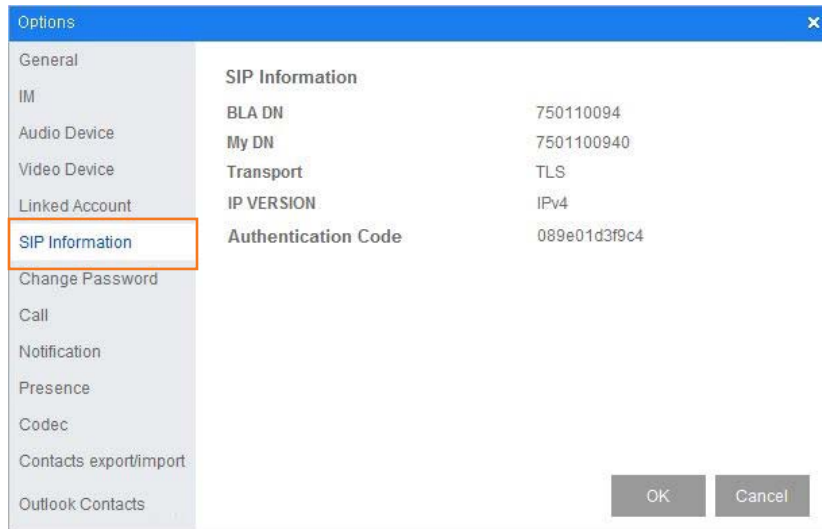 Options
General
IM
Audio Device
Video Device
Linked Account
SIP Information
Change Password
Call
Notification
Presence
Codec
Contacts export/import
Outlook Contacts
SIP Information
BLA DN 750110094
My DN 7501100940
Transport TLS
IP VERSION IPv4
Authentication Code 089e01d3f9c4
OK Cancel